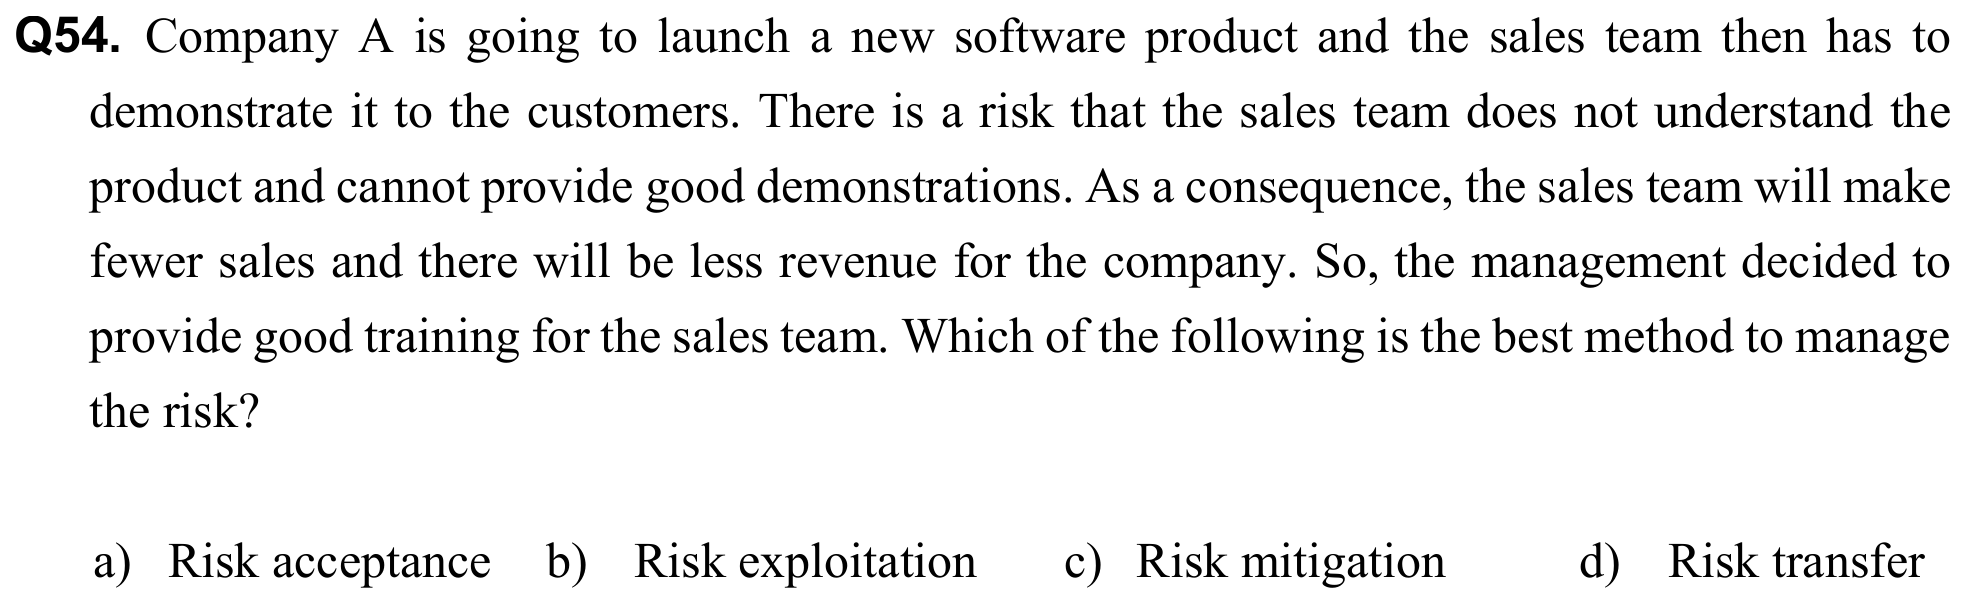 Q54. Company A is going to launch a new software product and the sales team then has to
demonstrate it to the customers. There is a risk that the sales team does not understand the
product and cannot provide good demonstrations. As a consequence, the sales team will make
fewer sales and there will be less revenue for the company. So, the management decided to
provide good training for the sales team. Which of the following is the best method to manage
the risk?
a) Risk acceptance b) Risk exploitation c) Risk mitigation d) Risk transfer